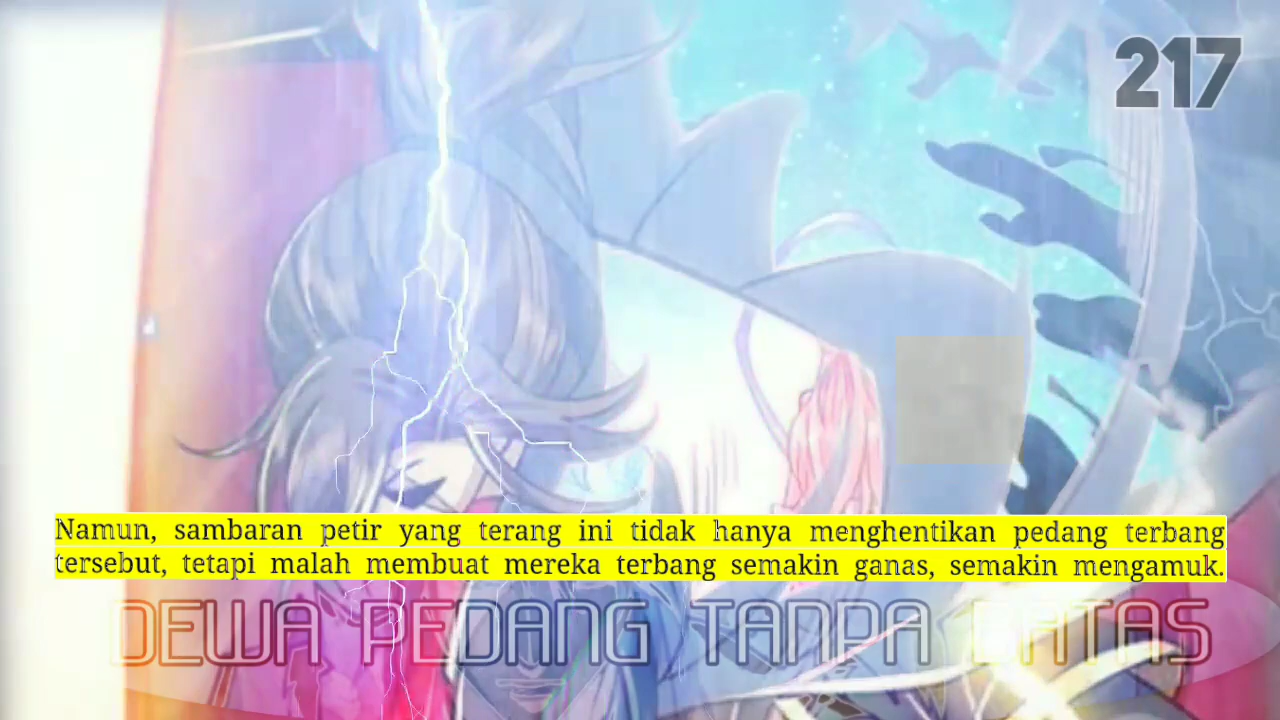 217
Namun, sambaran petir yang terang ini tidak hanya menghentikan pedang terbang
tersebut, tetapi malah membuat mereka terbang semakin ganas, semakin mengamuk.
DEWA PEDANG TANPA BATAS